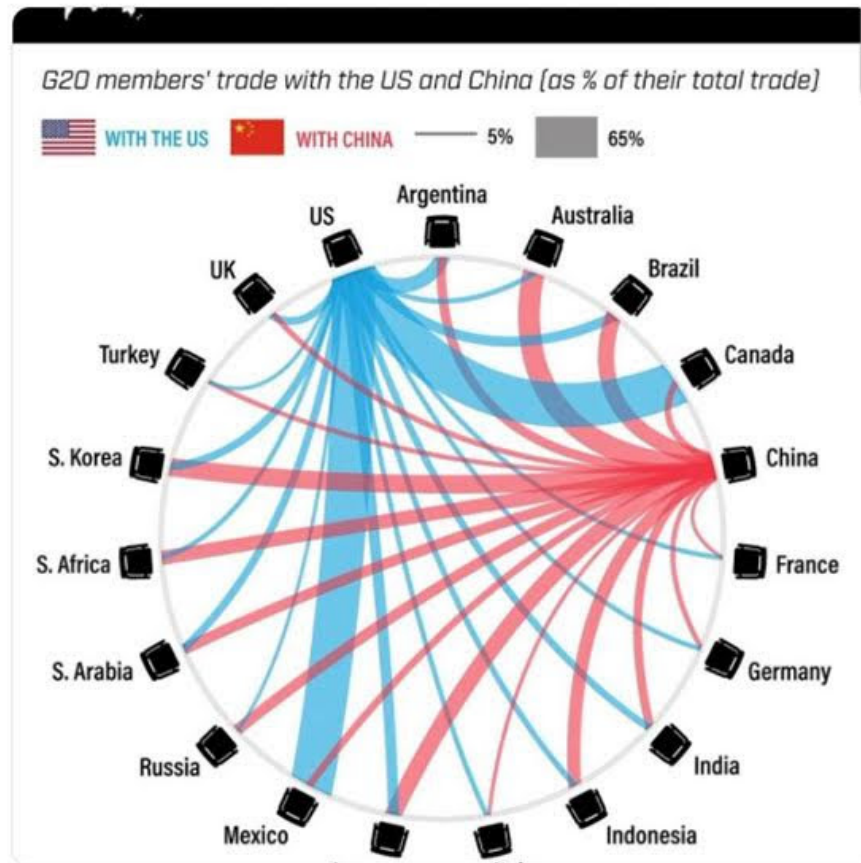 G20 members' trade with the US and China (as % of their total trade)
WITH THE US WITH CHINA 5% 65%
Argentina
US Australia
UK Brazil
Turkey Canada
S. Korea China
S. Africa France
S. Arabia Germany
Russia India
Mexico Indonesia